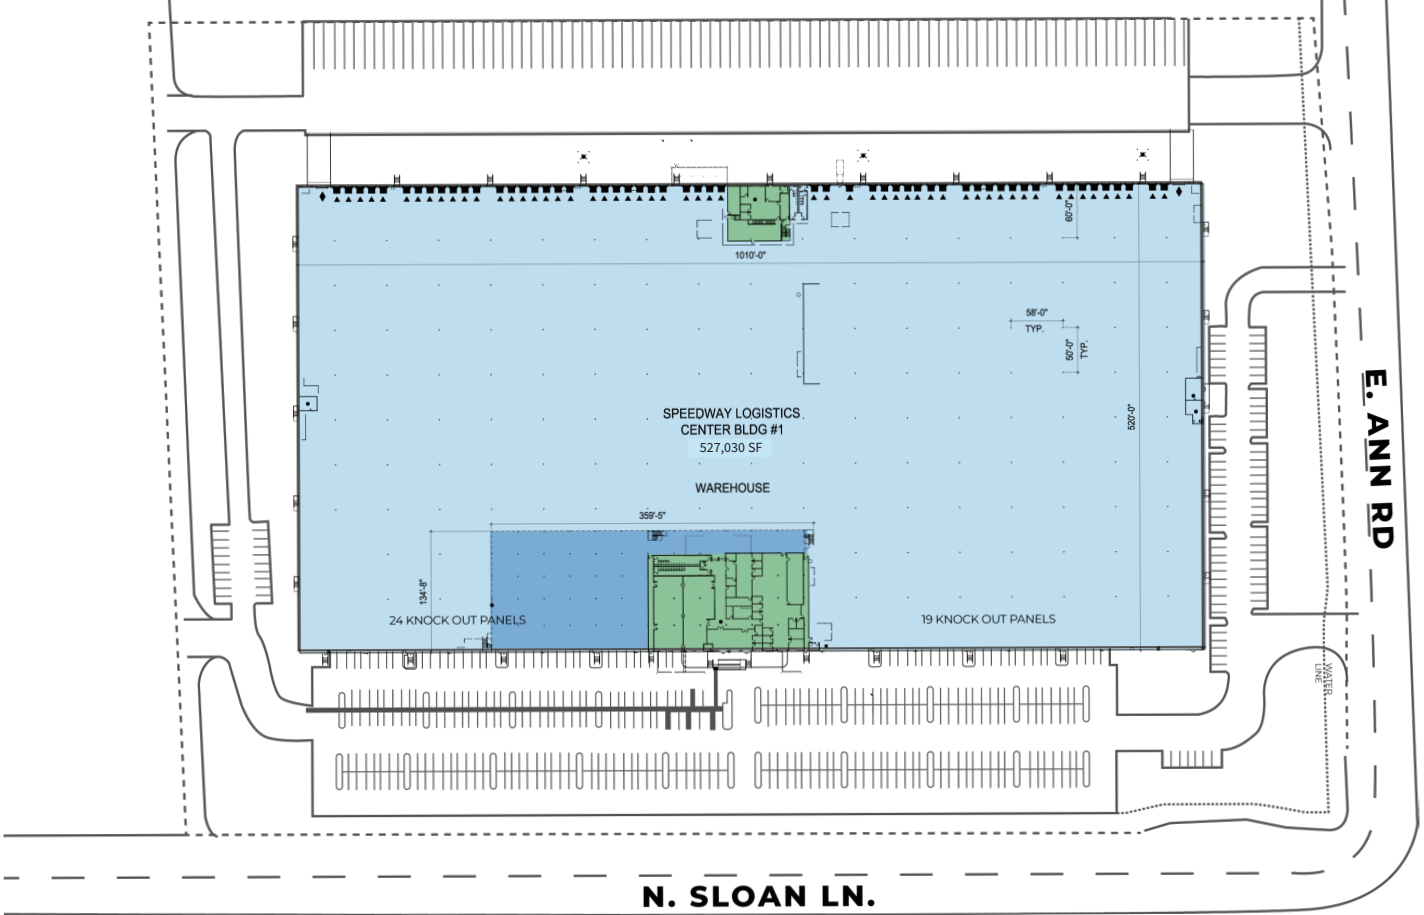 60'-0"
1010'-0"
58'-0"
TYP.
50'-0"
TYP.
SPEEDWAY LOGISTICS
CENTER BLDG #1
527,030 SF
520'-0"
WAREHOUSE
359'-5"
134'-8"
24 KNOCK OUT PANELS
19 KNOCK OUT PANELS
E. ANN RD
WATER
LINE
N. SLOAN LN.